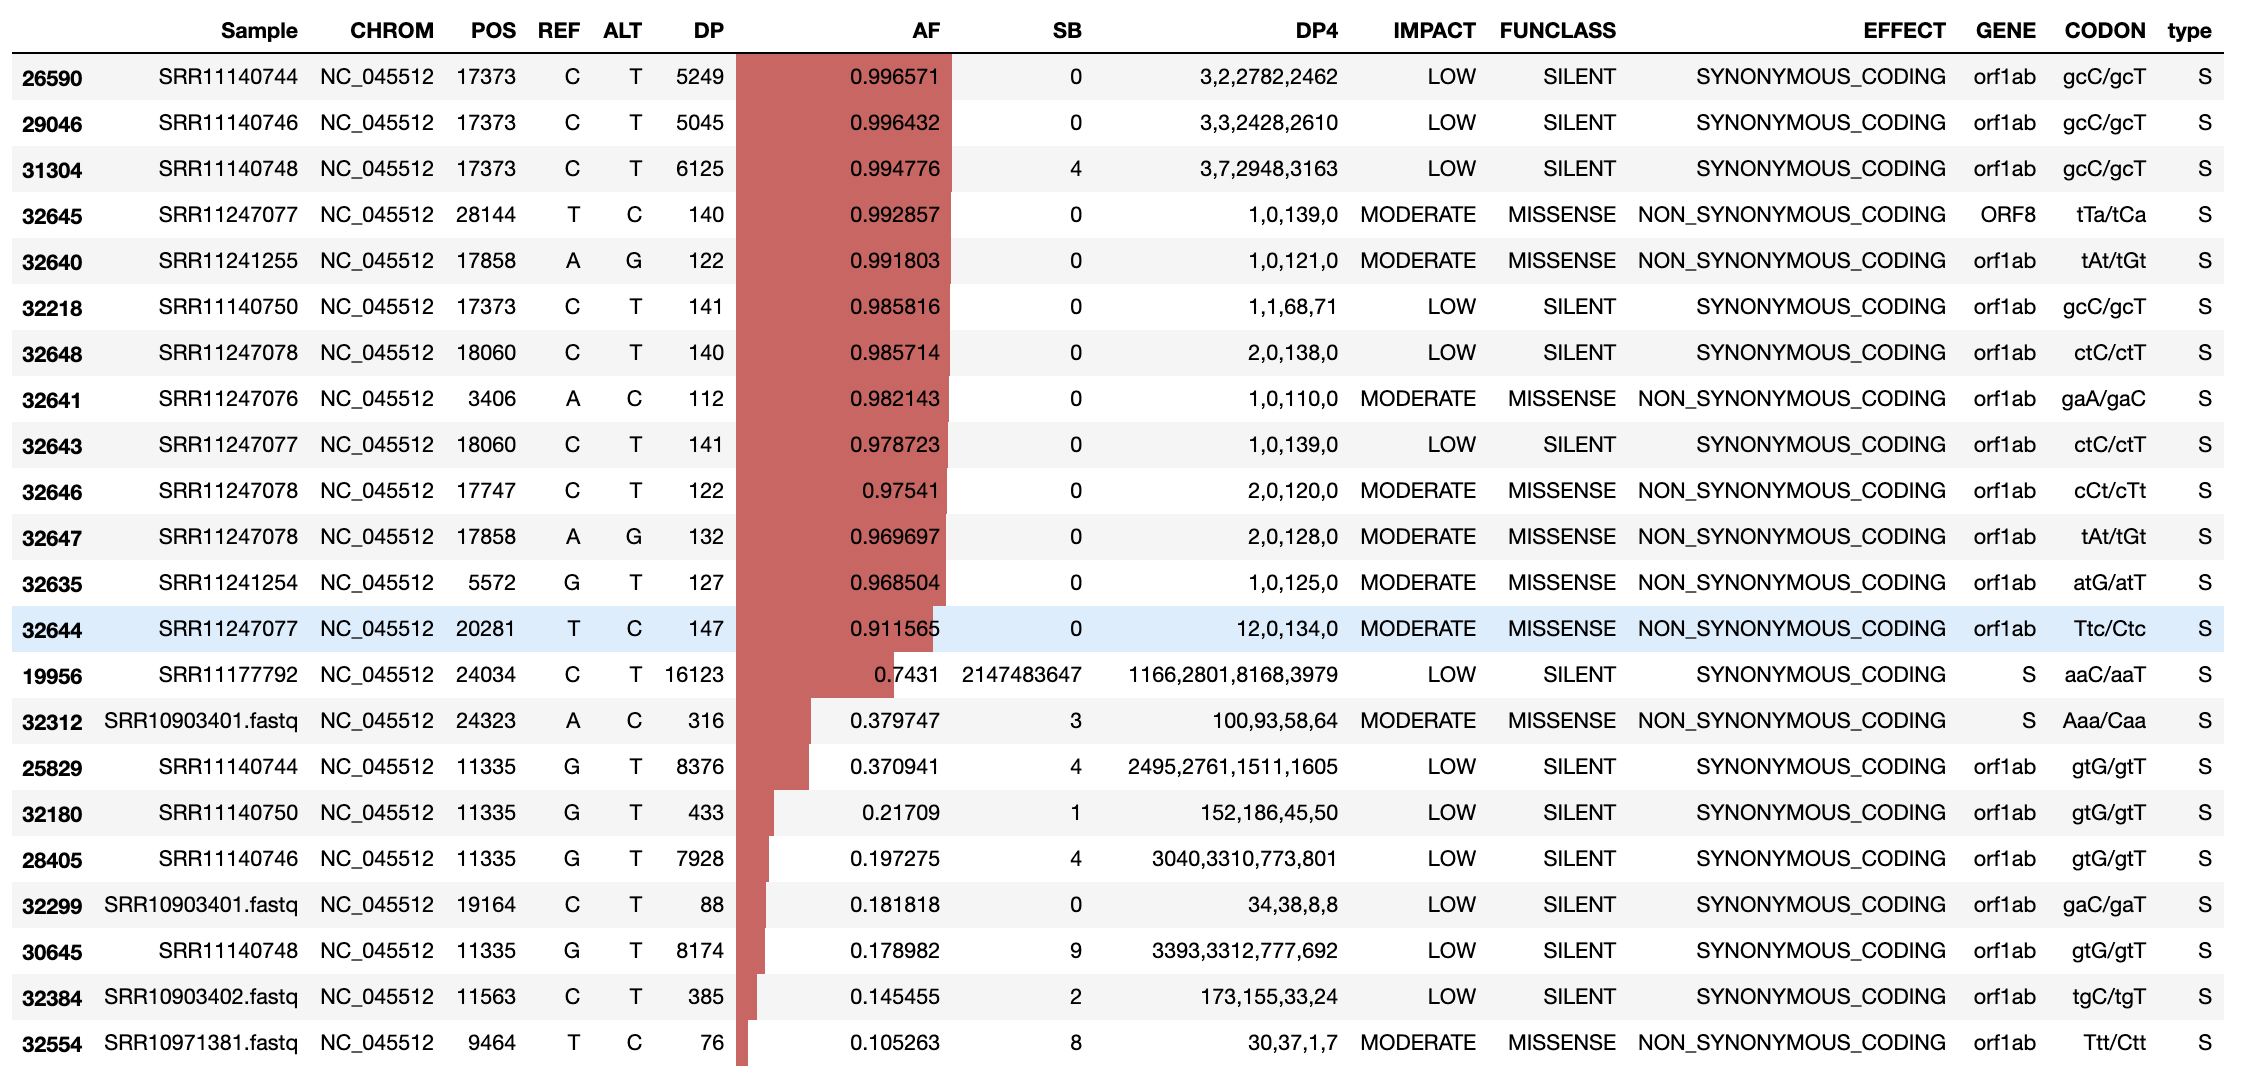 Sample CHROM POS REF ALT DP AF SB DP4 IMPACT FUNCLASS EFFECT GENE CODON type
26590 SRR11140744 NC_045512 17373 C T 5249 0.996571 0 3,2,2782,2462 LOW SILENT SYNONYMOUS_CODING orf1ab gcC/gcT S
29046 SRR11140746 NC_045512 17373 C T 5045 0.996432 0 3,3,2428,2610 LOW SILENT SYNONYMOUS_CODING orf1ab gcC/gcT S
31304 SRR11140748 NC_045512 17373 C T 6125 0.994776 4 3,7,2948,3163 LOW SILENT SYNONYMOUS_CODING orf1ab gcC/gcT S
32645 SRR11247077 NC_045512 28144 T C 140 0.992857 0 1,0,139,0 MODERATE MISSENSE NON_SYNONYMOUS_CODING ORF8 tTa/tCa S
32640 SRR11241255 NC_045512 17858 A G 122 0.991803 0 1,0,121,0 MODERATE MISSENSE NON_SYNONYMOUS_CODING orf1ab tAt/tGt S
32218 SRR11140750 NC_045512 17373 C T 141 0.985816 0 1,1,68,71 LOW SILENT SYNONYMOUS_CODING orf1ab gcC/gcT S
32648 SRR11247078 NC_045512 18060 C T 140 0.985714 0 2,0,138,0 LOW SILENT SYNONYMOUS_CODING orf1ab ctC/ctT S
32641 SRR11247076 NC_045512 3406 A C 112 0.982143 0 1,0,110,0 MODERATE MISSENSE NON_SYNONYMOUS_CODING orf1ab gaA/gaC S
32643 SRR11247077 NC_045512 18060 C T 141 0.978723 0 1,0,139,0 LOW SILENT SYNONYMOUS_CODING orf1ab ctC/ctT S
32646 SRR11247078 NC_045512 17747 C T 122 0.97541 0 2,0,120,0 MODERATE MISSENSE NON_SYNONYMOUS_CODING orf1ab cCt/cTt S
32647 SRR11247078 NC_045512 17858 A G 132 0.969697 0 2,0,128,0 MODERATE MISSENSE NON_SYNONYMOUS_CODING orf1ab tAt/tGt S
32635 SRR11241254 NC_045512 5572 G T 127 0.968504 0 1,0,125,0 MODERATE MISSENSE NON_SYNONYMOUS_CODING orf1ab atG/atT S
32644 SRR11247077 NC_045512 20281 T C 147 0.911565 0 12,0,134,0 MODERATE MISSENSE NON_SYNONYMOUS_CODING orf1ab Ttc/Ctc S
19956 SRR11177792 NC_045512 24034 C T 16123 0.7431 2147483647 1166,2801,8168,3979 LOW SILENT SYNONYMOUS_CODING S aaC/aaT S
32312 SRR10903401.fastq NC_045512 24323 A C 316 0.379747 3 100,93,58,64 MODERATE MISSENSE NON_SYNONYMOUS_CODING S Aaa/Caa S
25829 SRR11140744 NC_045512 11335 G T 8376 0.370941 4 2495,2761,1511,1605 LOW SILENT SYNONYMOUS_CODING orf1ab gtG/gtT S
32180 SRR11140750 NC_045512 11335 G T 433 0.21709 1 152,186,45,50 LOW SILENT SYNONYMOUS_CODING orf1ab gtG/gtT S
28405 SRR11140746 NC_045512 11335 G T 7928 0.197275 4 3040,3310,773,801 LOW SILENT SYNONYMOUS_CODING orf1ab gtG/gtT S
32299 SRR10903401.fastq NC_045512 19164 C T 88 0.181818 0 34,38,8,8 LOW SILENT SYNONYMOUS_CODING orf1ab gaC/gaT S
30645 SRR11140748 NC_045512 11335 G T 8174 0.178982 9 3393,3312,777,692 LOW SILENT SYNONYMOUS_CODING orf1ab gtG/gtT S
32384 SRR10903402.fastq NC_045512 11563 C T 385 0.145455 2 173,155,33,24 LOW SILENT SYNONYMOUS_CODING orf1ab tgC/tgT S
32554 SRR10971381.fastq NC_045512 9464 T C 76 0.105263 8 30,37,1,7 MODERATE MISSENSE NON_SYNONYMOUS_CODING orf1ab Ttt/Ctt S